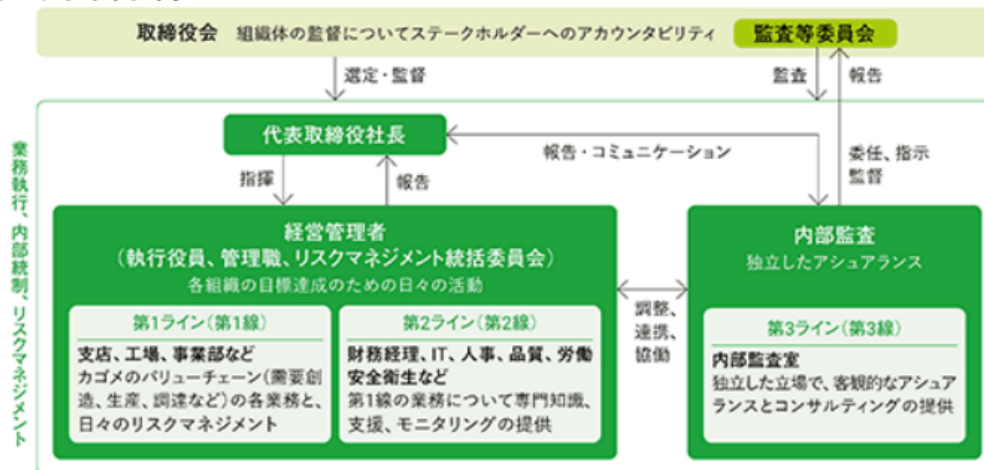 取締役会 組織体の監督についてステークホルダーへのアカウンタビリティ 監査等委員会
選定・監督
監査
報告
業務執行、内部統制、リスクマネジメント
代表取締役社長
報告・コミュニケーション
委任、指示
監督
指揮
報告
経営管理者
（執行役員、管理職、リスクマネジメント統括委員会）
各組織の目標達成のための日々の活動
第1ライン（第1線）
支店、工場、事業部など
カゴメのバリューチェーン（需要創
造、生産、調達など）の各業務と、
日々のリスクマネジメント
第2ライン（第2線）
財務経理、IT、人事、品質、労働
安全衛生など
第1線の業務について専門知識、
支援、モニタリングの提供
調整、
連携、
協働
内部監査
独立したアシュアランス
第3ライン（第3線）
内部監査室
独立した立場で、客観的なアシュア
ランスとコンサルティングの提供